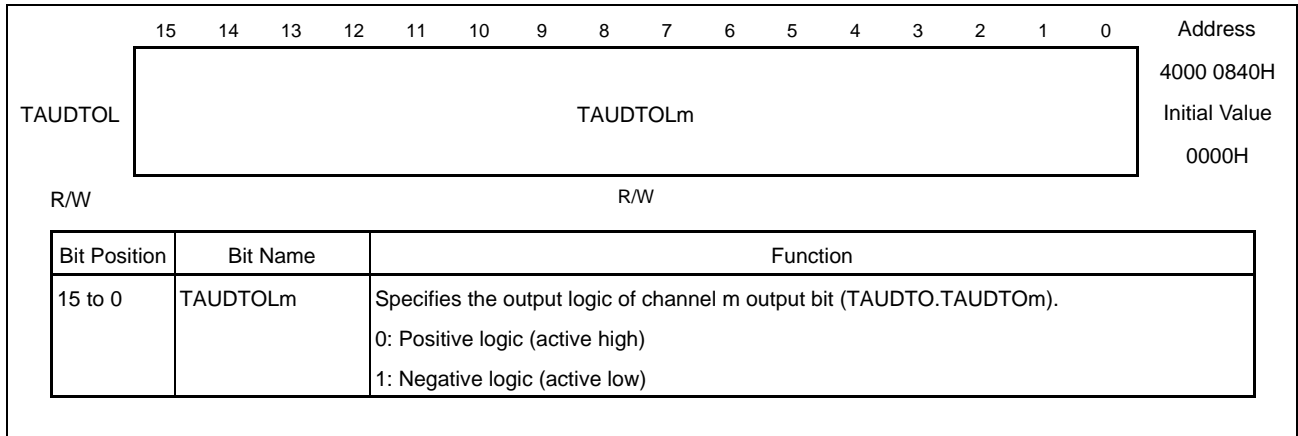 15 14 13 12 11 10 9 8 7 6 5 4 3 2 1 0 Address
4000 0840H
TAUDTOL TAUDTOLm Initial Value
0000H
R/W R/W
Bit Position Bit Name Function
15 to 0 TAUDTOLm Specifies the output logic of channel m output bit (TAUDTO.TAUDTOm).
0: Positive logic (active high)
1: Negative logic (active low)